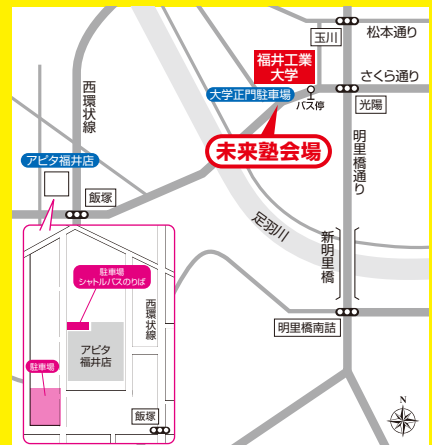 玉川
松本通り
福井工業
大学
さくら通り
大学正門駐車場
バス停
光陽
西環状線
未来塾会場
明里橋通り
アピタ福井店
飯塚
足羽川
新明里橋
駐車場
シャトルバスのりば
西環状線
アピタ
福井店
明里橋南詰
駐車場
飯塚
N